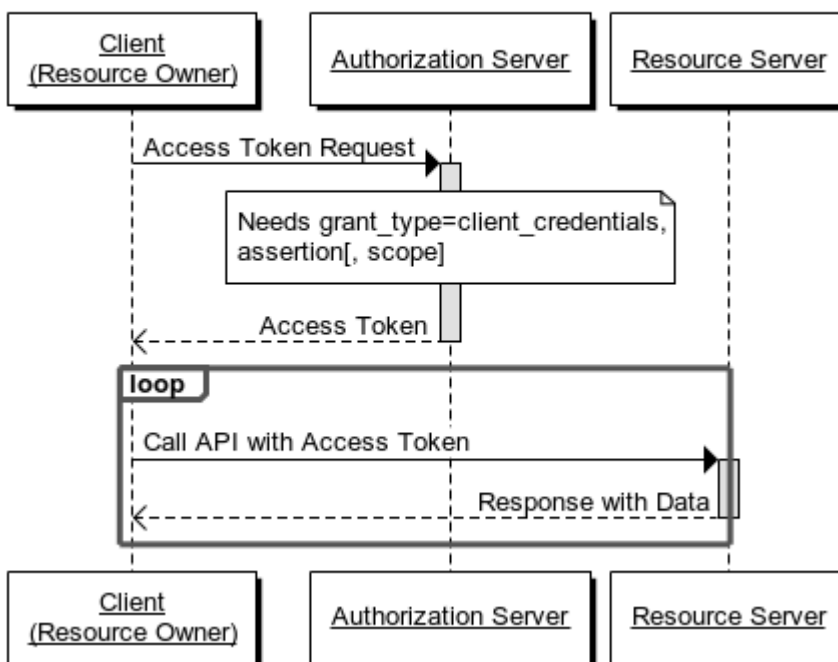 Client
(Resource Owner)
Authorization Server
Resource Server
Access Token Request
Needs grant_type=client_credentials,
assertion[, scope]
Access Token
loop
Call API with Access Token
Response with Data
Client
(Resource Owner)
Authorization Server
Resource Server